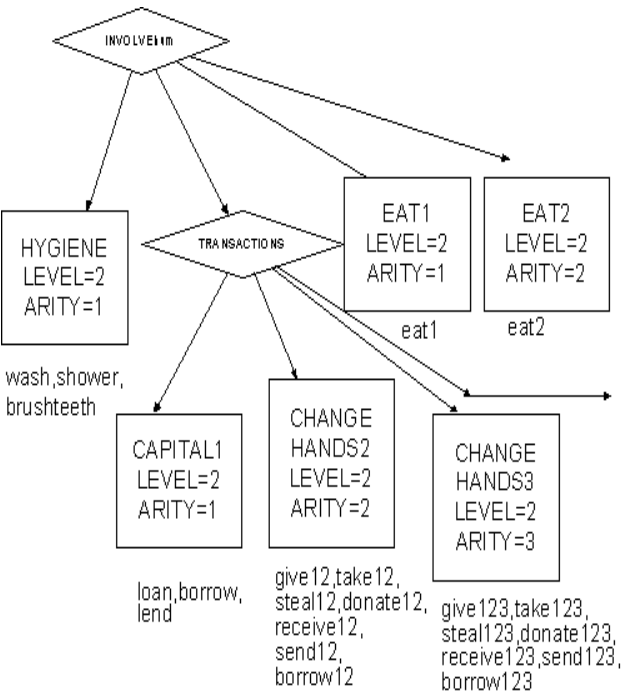 INVOLVEhum
HYGIENE
LEVEL=2
ARITY=1
wash,shower,
brushteeth
TRANSACTIONS
EAT1
LEVEL=2
ARITY=1
eat1
EAT2
LEVEL=2
ARITY=2
eat2
CAPITAL1
LEVEL=2
ARITY=1
loan,borrow,
lend
CHANGE
HANDS2
LEVEL=2
ARITY=2
give12,take12,
steal12,donate12,
receive12,
send12,
borrow12
CHANGE
HANDS3
LEVEL=2
ARITY=3
give123,take123,
steal123,donate123,
receive123,send123,
borrow123